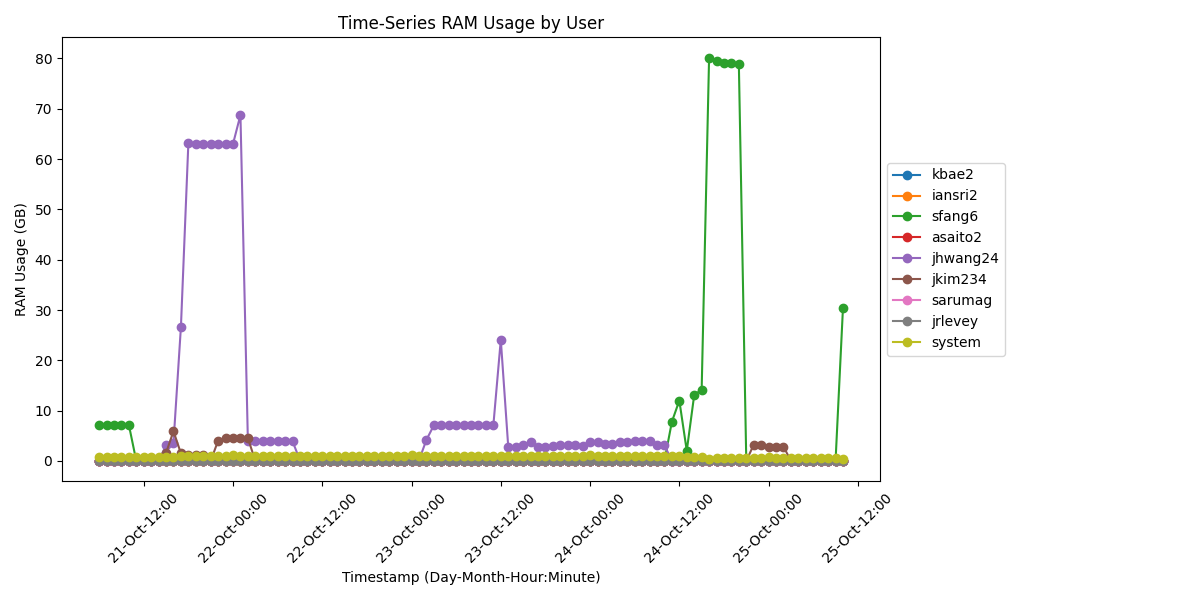 Time-Series RAM Usage by User
80
70
60
50
40
30
20
10
0
RAM Usage (GB)
21-Oct-12:00
22-Oct-00:00
22-Oct-12:00
23-Oct-00:00
23-Oct-12:00
24-Oct-00:00
24-Oct-12:00
25-Oct-00:00
25-Oct-12:00
Timestamp (Day-Month-Hour:Minute)
kbae2
iansri2
sfang6
asaito2
jhwang24
jkim234
sarumag
jrlevey
system